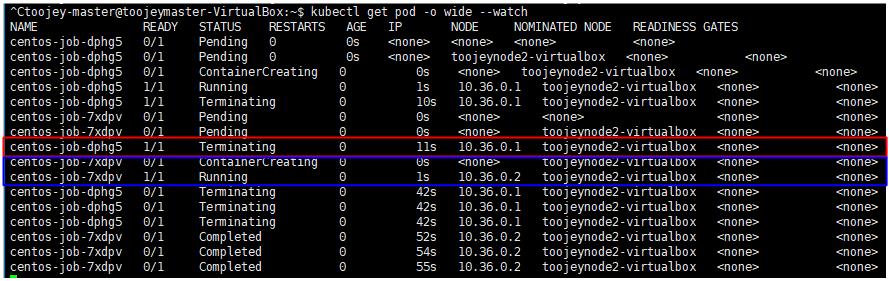 ^Ctoojey-master@toojeymaster-VirtualBox:~$ kubectl get pod -o wide --watch
NAME READY STATUS RESTARTS AGE IP NODE NOMINATED NODE READINESS GATES
centos-job-dphg5 0/1 Pending 0 0s <none> <none> <none> <none>
centos-job-dphg5 0/1 Pending 0 0s <none> toojeynode2-virtualbox <none> <none>
centos-job-dphg5 0/1 ContainerCreating 0 0s <none> toojeynode2-virtualbox <none> <none>
centos-job-dphg5 1/1 Running 0 1s 10.36.0.1 toojeynode2-virtualbox <none> <none>
centos-job-dphg5 1/1 Terminating 0 10s 10.36.0.1 toojeynode2-virtualbox <none> <none>
centos-job-7xdpv 0/1 Pending 0 0s <none> <none> <none> <none>
centos-job-7xdpv 0/1 Pending 0 0s <none> toojeynode2-virtualbox <none> <none>
centos-job-dphg5 1/1 Terminating 0 11s 10.36.0.1 toojeynode2-virtualbox <none> <none>
centos-job-7xdpv 0/1 ContainerCreating 0 0s <none> toojeynode2-virtualbox <none> <none>
centos-job-7xdpv 1/1 Running 0 1s 10.36.0.2 toojeynode2-virtualbox <none> <none>
centos-job-dphg5 0/1 Terminating 0 42s 10.36.0.1 toojeynode2-virtualbox <none> <none>
centos-job-dphg5 0/1 Terminating 0 42s 10.36.0.1 toojeynode2-virtualbox <none> <none>
centos-job-dphg5 0/1 Terminating 0 42s 10.36.0.1 toojeynode2-virtualbox <none> <none>
centos-job-7xdpv 0/1 Completed 0 52s 10.36.0.2 toojeynode2-virtualbox <none> <none>
centos-job-7xdpv 0/1 Completed 0 54s 10.36.0.2 toojeynode2-virtualbox <none> <none>
centos-job-7xdpv 0/1 Completed 0 55s 10.36.0.2 toojeynode2-virtualbox <none> <none>